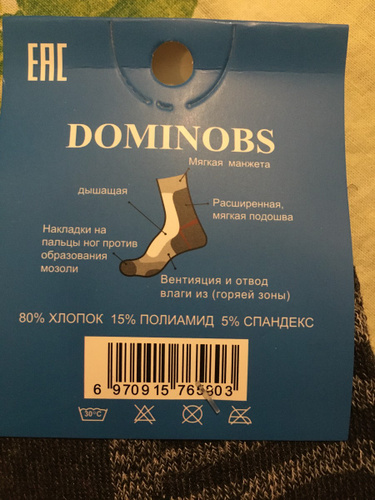 EAC
DOMINOBS
Мягкая манжета
дышащая
Расширенная,
мягкая подошва
Накладки на
пальцы ног против
образования
мозоли
Вентияция и отвод
влаги из (горяей зоны)
80% ХЛОПОК 15% ПОЛИАМИД 5% СПАНДЕКС
6 970915 765903
30°C